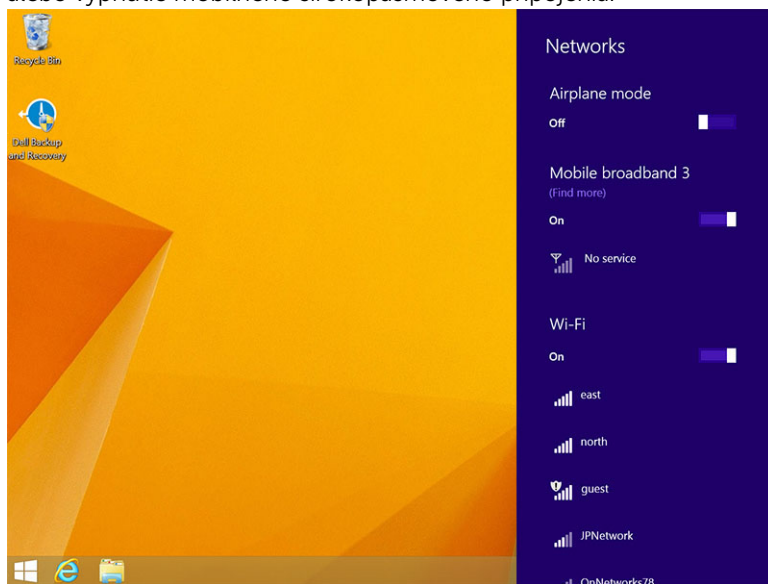 Recycle Bin
Dell Backup
and Recovery
Networks
Airplane mode
Off
Mobile broadband 3
(Find more)
On
No service
Wi-Fi
On
east
north
guest
JPNetwork
OnNetworks78